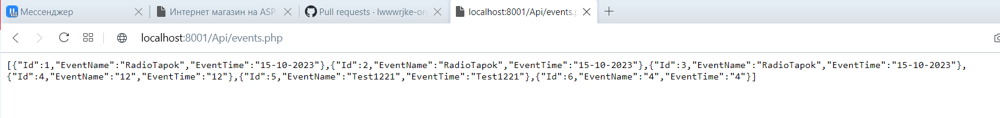 Мессенджер
Интернет магазин на ASP.
Pull requests · lwwwrjke-or
localhost:8001/Api/events.p
localhost:8001/Api/events.php
[{"Id":1,"EventName":"RadioTapok","EventTime":"15-10-2023"},{"Id":2,"EventName":"RadioTapok","EventTime":"15-10-2023"},{"Id":3,"EventName":"RadioTapok","EventTime":"15-10-2023"},
{"Id":4,"EventName":"12","EventTime":"12"},{"Id":5,"EventName":"Test1221","EventTime":"Test1221"},{"Id":6,"EventName":"4","EventTime":"4"}]